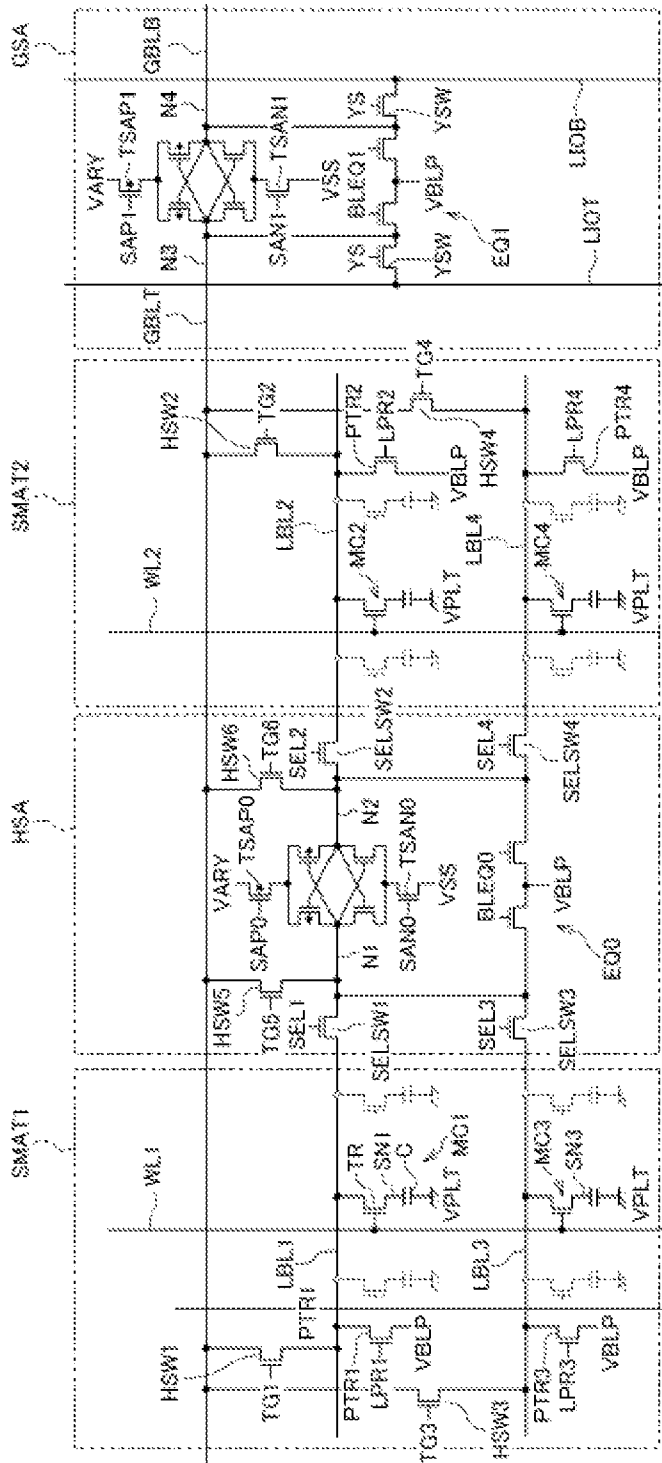 SMAT1
HSA
SMAT2
GSA
WL1
WL2
HSW1
TG1
HSW5
TG5
VARY
SAP0
TSAP0
HSW6
TG6
HSW2
TG2
GBLT
N3
VARY
SAP1
TSAP1
N4
GBLB
LBL1
PTR1
SEL1
N1
N2
SEL2
LBL2
SAN1
TSAN1
VSS
PTR1
LPR1
VBLP
TR
SN1
C
VPLT
MC1
SELSW1
SAN0
TSAN0
VSS
SELSW2
MC2
VPLT
PTR2
LPR2
VBLP
YS
BLEQ1
YS
YSW
VBLP
YSW
EQ1
TG3
HSW3
LBL3
SEL3
BLEQ0
SEL4
LBL4
HSW4
TG4
PTR3
LPR3
VBLP
MC3
SN3
VPLT
SELSW3
VBLP
EQ0
SELSW4
MC4
VPLT
LPR4
PTR4
VBLP
LIOT
LIOB